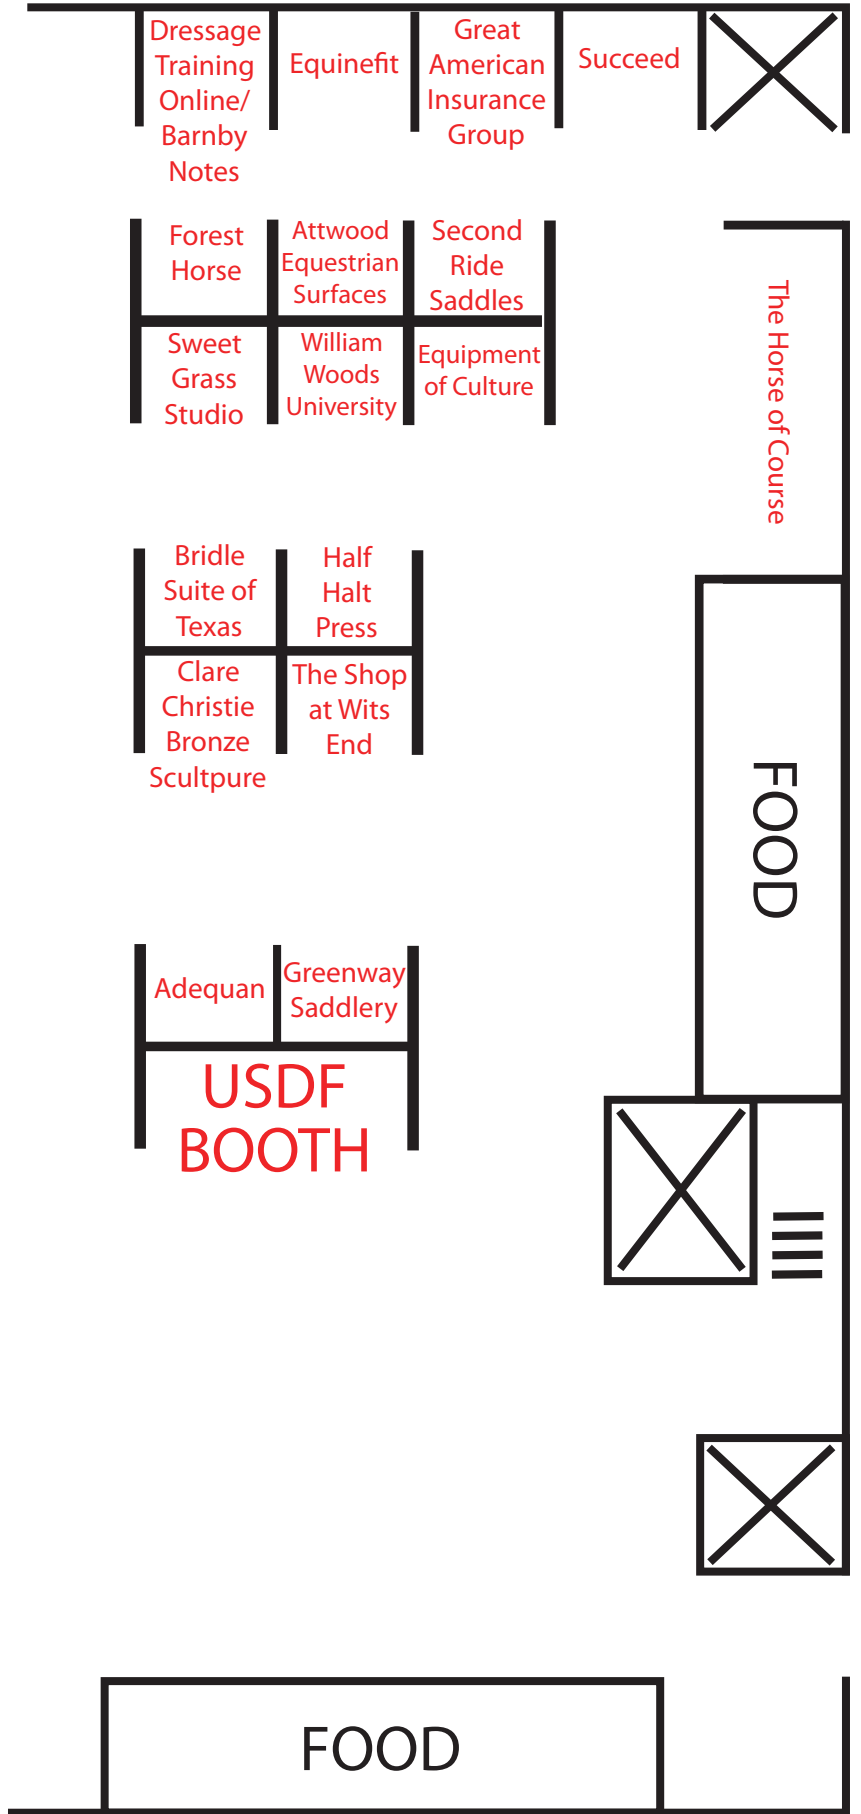 Dressage
Training
Online/
Barnby
Notes
Equinefit
Great
American
Insurance
Group
Succeed
Forest
Horse
Attwood
Equestrian
Surfaces
Second
Ride
Saddles
Sweet
Grass
Studio
William
Woods
University
Equipment
of Culture
The Horse of Course
Bridle
Suite of
Texas
Half
Halt
Press
Clare
Christie
Bronze
Scultpure
The Shop
at Wits
End
FOOD
Adequan
Greenway
Saddlery
USDF
BOOTH
FOOD